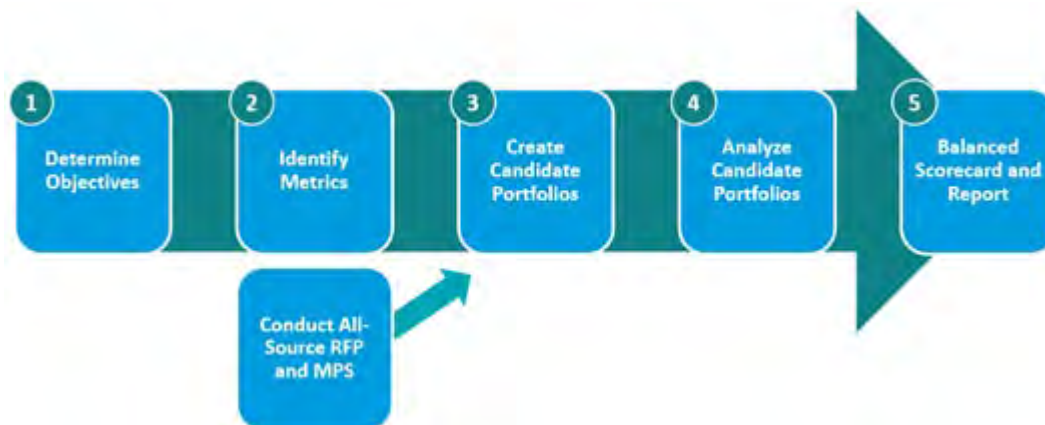 1
Determine
Objectives
2
Identify
Metrics
3
Create
Candidate
Portfolios
4
Analyze
Candidate
Portfolios
5
Balanced
Scorecard and
Report
Conduct All-
Source RFP
and MPS